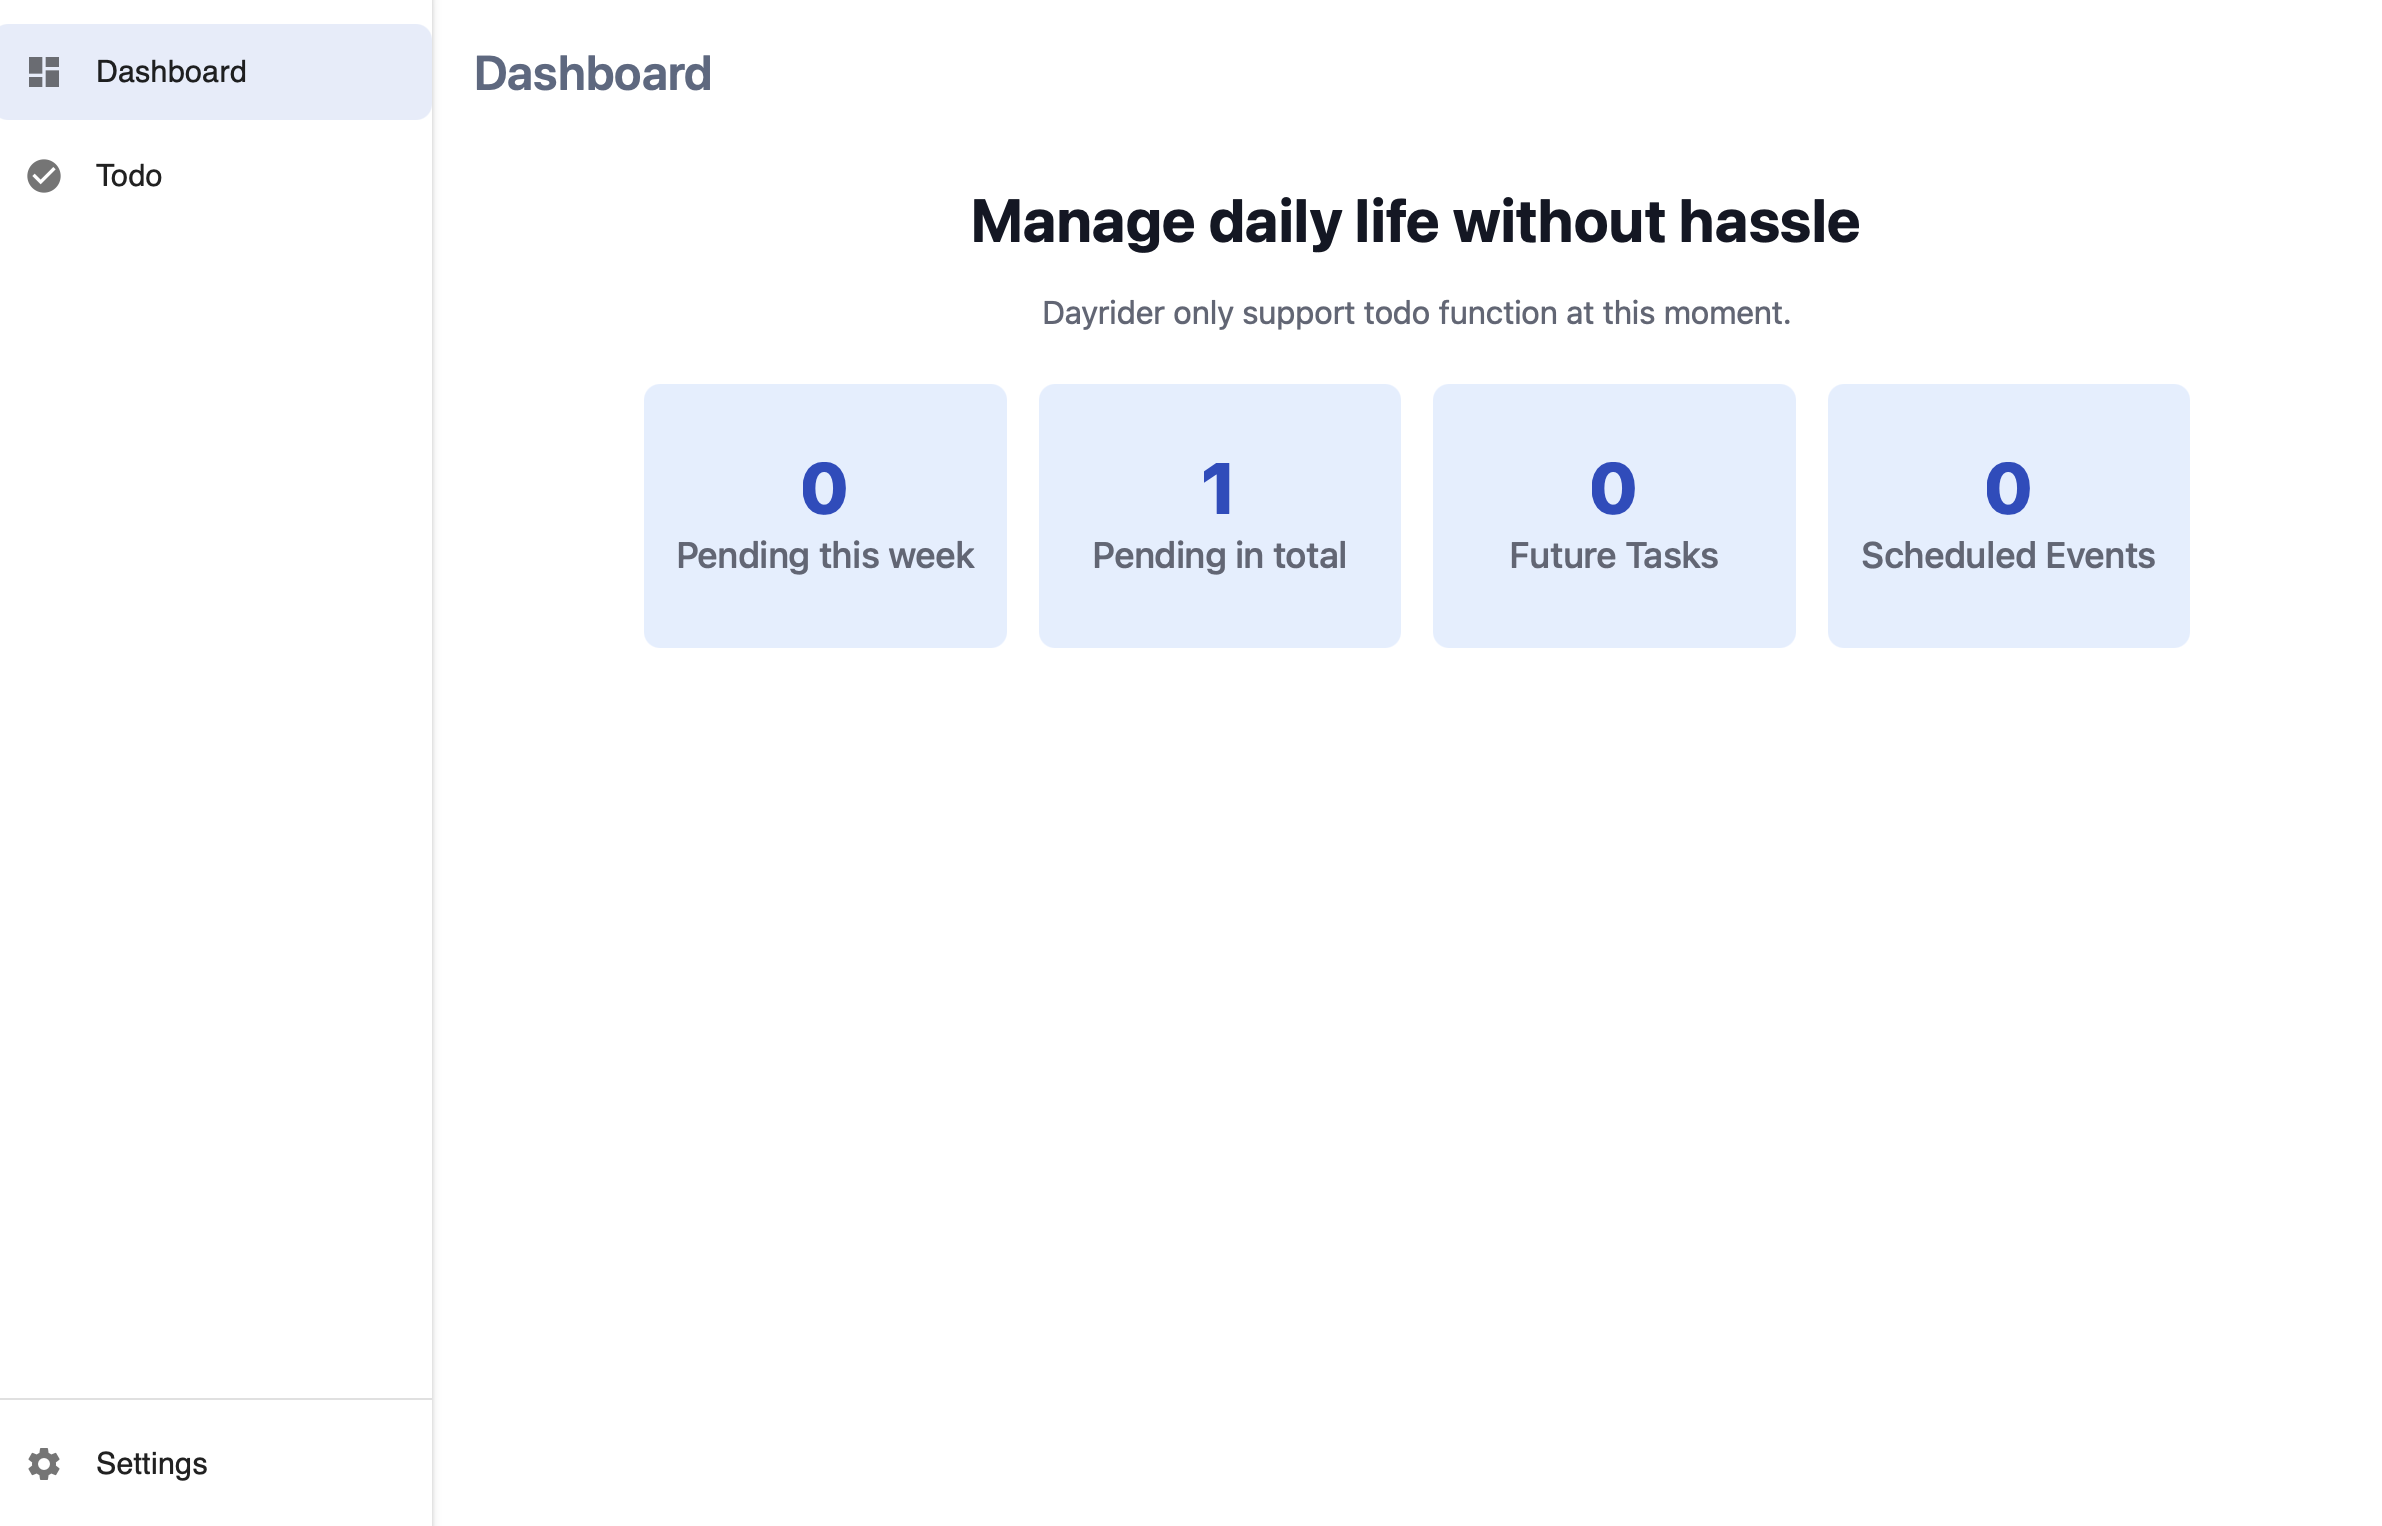 Dashboard
Todo
Settings
Dashboard
Manage daily life without hassle
Dayrider only support todo function at this moment.
0
Pending this week
1
Pending in total
0
Future Tasks
0
Scheduled Events